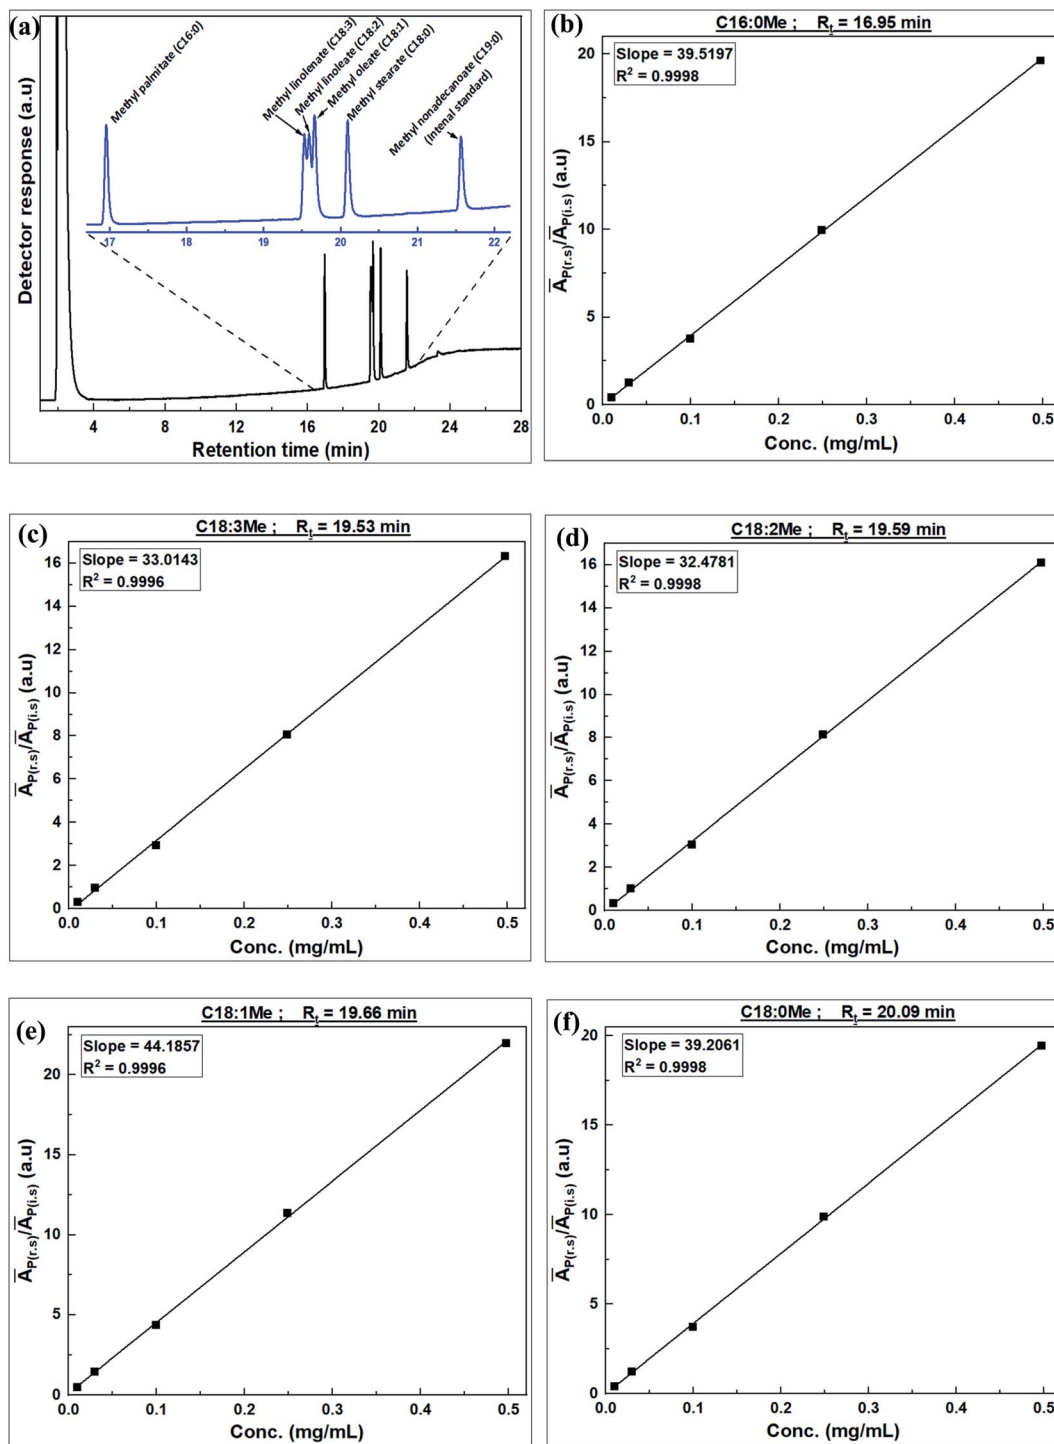 (a)
Methyl palmitate (C16:0)
Methyl linolenate (C18:3)
Methyl linoleate (C18:2)
Methyl oleate (C18:1)
Methyl stearate (C18:0)
Methyl nonadecanoate (C19:0)
(Intenal standard)
17 18 19 20 21 22
Detector response (a.u)
4 8 12 16 20 24 28
Retention time (min)
(b)
C16:0Me ; Rt = 16.95 min
Slope = 39.5197
R² = 0.9998
20
15
10
5
0
A̅P(r.s)/A̅P(i.s) (a.u)
0.0 0.1 0.2 0.3 0.4 0.5
Conc. (mg/mL)
(c)
C18:3Me ; Rt = 19.53 min
Slope = 33.0143
R² = 0.9996
16
14
12
10
8
6
4
2
0
A̅P(r.s)/A̅P(i.s) (a.u)
0.0 0.1 0.2 0.3 0.4 0.5
Conc. (mg/mL)
(d)
C18:2Me ; Rt = 19.59 min
Slope = 32.4781
R² = 0.9998
16
14
12
10
8
6
4
2
0
A̅P(r.s)/A̅P(i.s) (a.u)
0.0 0.1 0.2 0.3 0.4 0.5
Conc. (mg/mL)
(e)
C18:1Me ; Rt = 19.66 min
Slope = 44.1857
R² = 0.9996
20
15
10
5
0
A̅P(r.s)/A̅P(i.s) (a.u)
0.0 0.1 0.2 0.3 0.4 0.5
Conc. (mg/mL)
(f)
C18:0Me ; Rt = 20.09 min
Slope = 39.2061
R² = 0.9998
20
15
10
5
0
A̅P(r.s)/A̅P(i.s) (a.u)
0.0 0.1 0.2 0.3 0.4 0.5
Conc. (mg/mL)